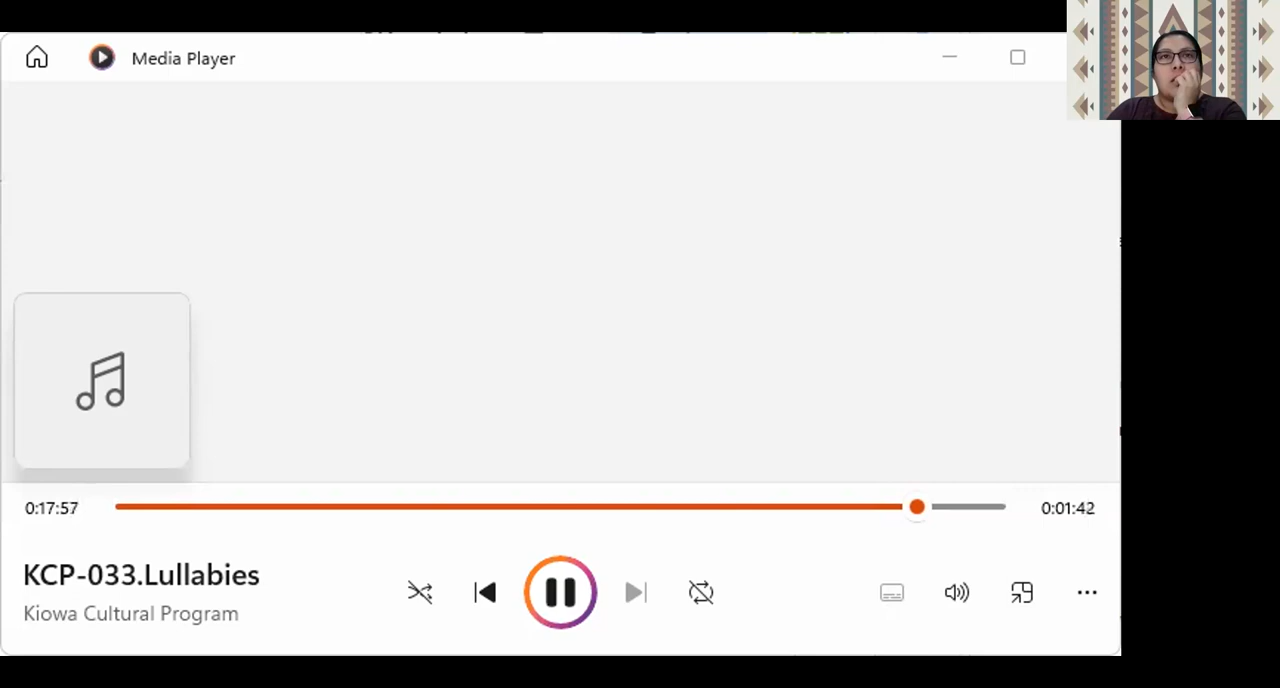 Media Player
0:17:57
0:01:42
KCP-033.Lullabies
Kiowa Cultural Program